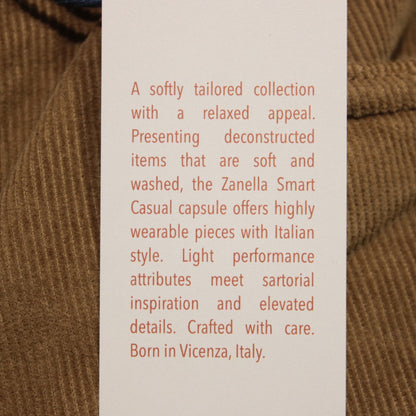 A softly tailored collection
with a relaxed appeal.
Presenting deconstructed
items that are soft and
washed, the Zanella Smart
Casual capsule offers highly
wearable pieces with Italian
style. Light performance
attributes meet sartorial
inspiration and elevated
details. Crafted with care.
Born in Vicenza, Italy.